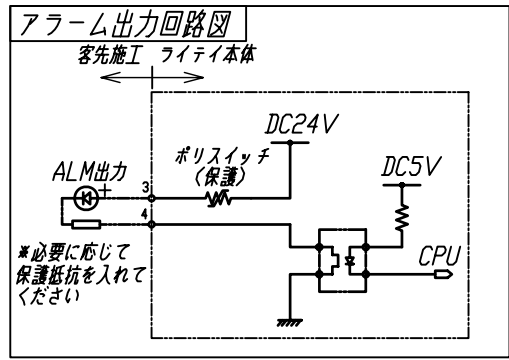 アラーム出力回路図
客先施工 ライテイ本体
DC24V
ポリスイッチ
(保護)
DC5V
ALM出力
+
3
4
CPU
※必要に応じて
保護抵抗を入れて
ください